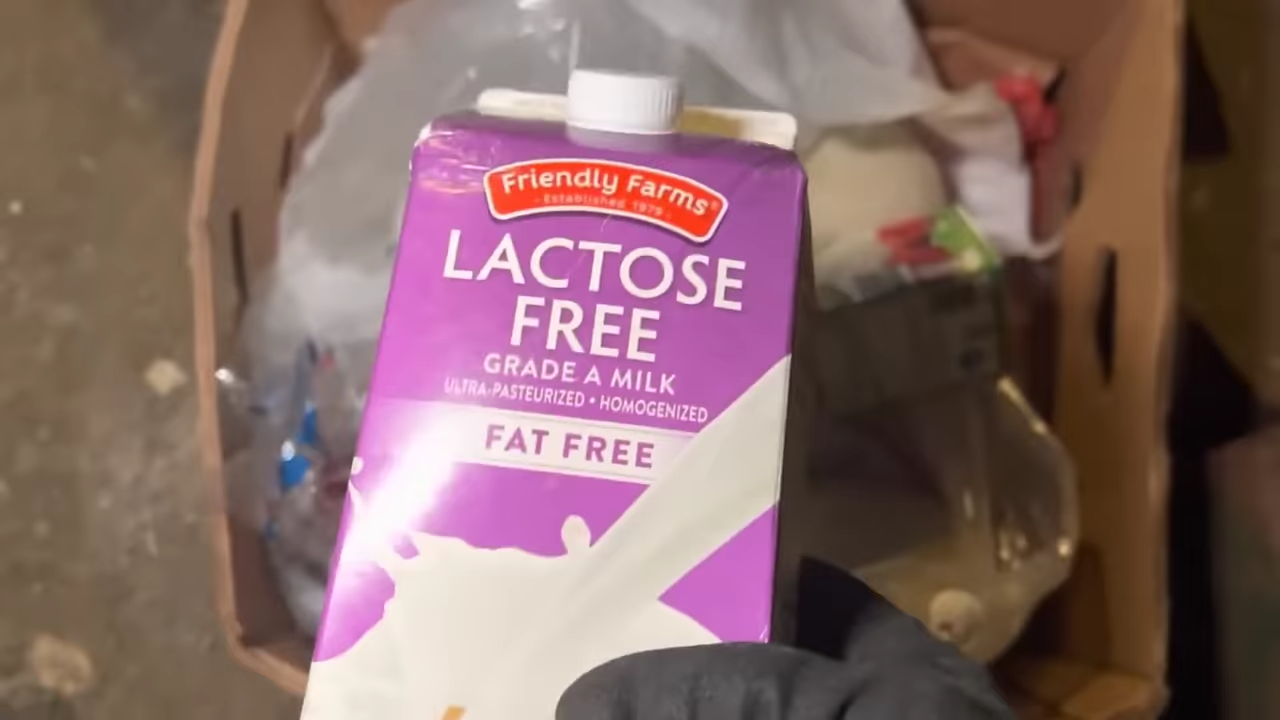 Friendly Farms®
- Established 1979 -
LACTOSE
FREE
GRADE A MILK
ULTRA-PASTEURIZED • HOMOGENIZED
FAT FREE